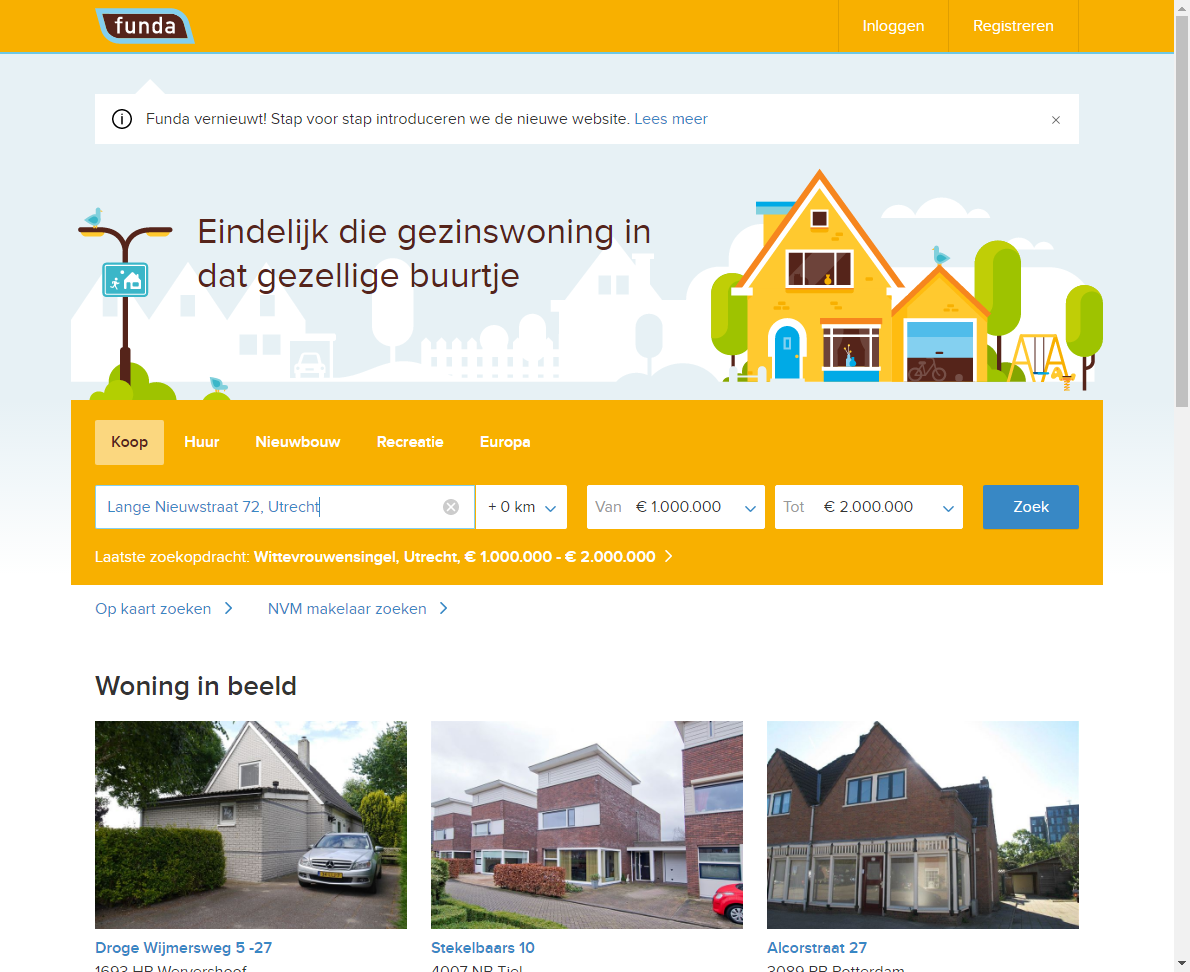 funda
Inloggen
Registreren
Funda vernieuwt! Stap voor stap introduceren we de nieuwe website. Lees meer
Eindelijk die gezinswoning in
dat gezellige buurtje
Koop Huur Nieuwbouw Recreatie Europa
Lange Nieuwstraat 72, Utrecht + 0 km Van € 1.000.000 Tot € 2.000.000 Zoek
Laatste zoekopdracht: Wittevrouwensingel, Utrecht, € 1.000.000 - € 2.000.000
Op kaart zoeken NVM makelaar zoeken
Woning in beeld
Droge Wijmersweg 5 -27 Stekelbaars 10 Alcorstraat 27
1693 HP Wervershoof 4007 NB Tiel Rotterdam